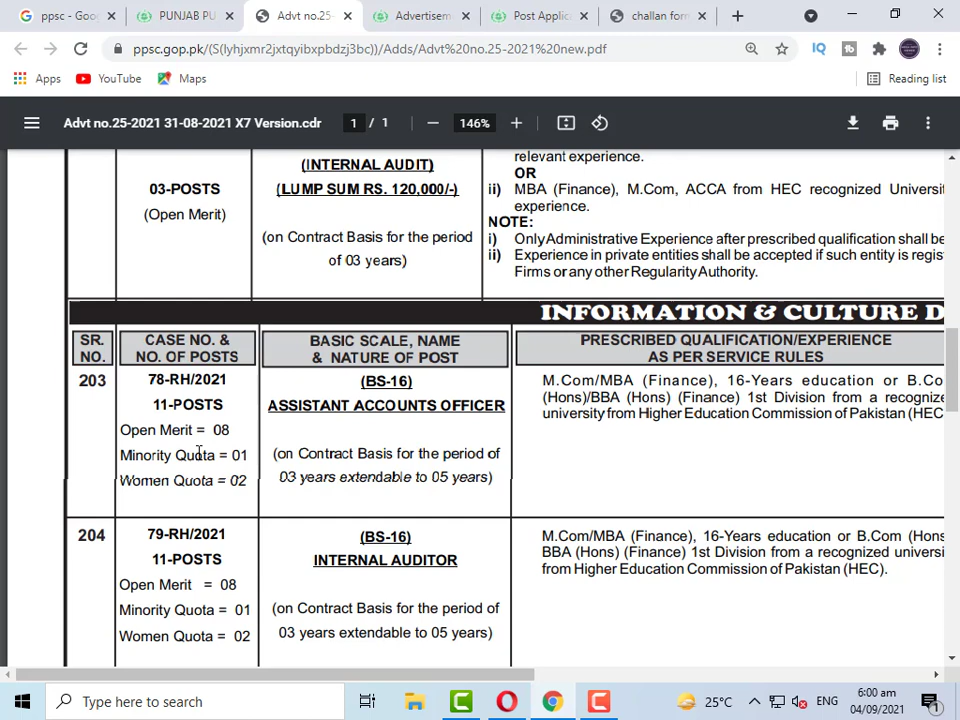 ppsc - Goo
PUNJAB PU
Advt no.25-
Advertisem
Post Applic
challan form
ppsc.gop.pk/(S(lyhjxmr2jxtqyibxpbdzj3bc))/Adds/Advt%20no.25-2021%20new.pdf
IQ
Apps
YouTube
Maps
Reading list
Advt no.25-2021 31-08-2021 X7 Version.cdr
1 / 1
146%
03-POSTS
(Open Merit)
(INTERNAL AUDIT)
(LUMP SUM RS. 120,000/-)
(on Contract Basis for the period
of 03 years)
relevant experience.
OR
ii) MBA (Finance), M.Com, ACCA from HEC recognized Universit
experience.
NOTE:
i) Only Administrative Experience after prescribed qualification shall be
ii) Experience in private entities shall be accepted if such entity is regis
Firms or any other Regularity Authority.
INFORMATION & CULTURE D
SR.
NO.
CASE NO. &
NO. OF POSTS
BASIC SCALE, NAME
& NATURE OF POST
PRESCRIBED QUALIFICATION/EXPERIENCE
AS PER SERVICE RULES
203
78-RH/2021
11-POSTS
Open Merit = 08
Minority Quota = 01
Women Quota = 02
(BS-16)
ASSISTANT ACCOUNTS OFFICER
(on Contract Basis for the period of
03 years extendable to 05 years)
M.Com/MBA (Finance), 16-Years education or B.Co
(Hons)/BBA (Hons) (Finance) 1st Division from a recognize
university from Higher Education Commission of Pakistan (HEC
204
79-RH/2021
11-POSTS
Open Merit = 08
Minority Quota = 01
Women Quota = 02
(BS-16)
INTERNAL AUDITOR
(on Contract Basis for the period of
03 years extendable to 05 years)
M.Com/MBA (Finance), 16-Years education or B.Com (Hons
BBA (Hons) (Finance) 1st Division from a recognized universi
from Higher Education Commission of Pakistan (HEC).
Type here to search
25°C
ENG
6:00 am
04/09/2021
1